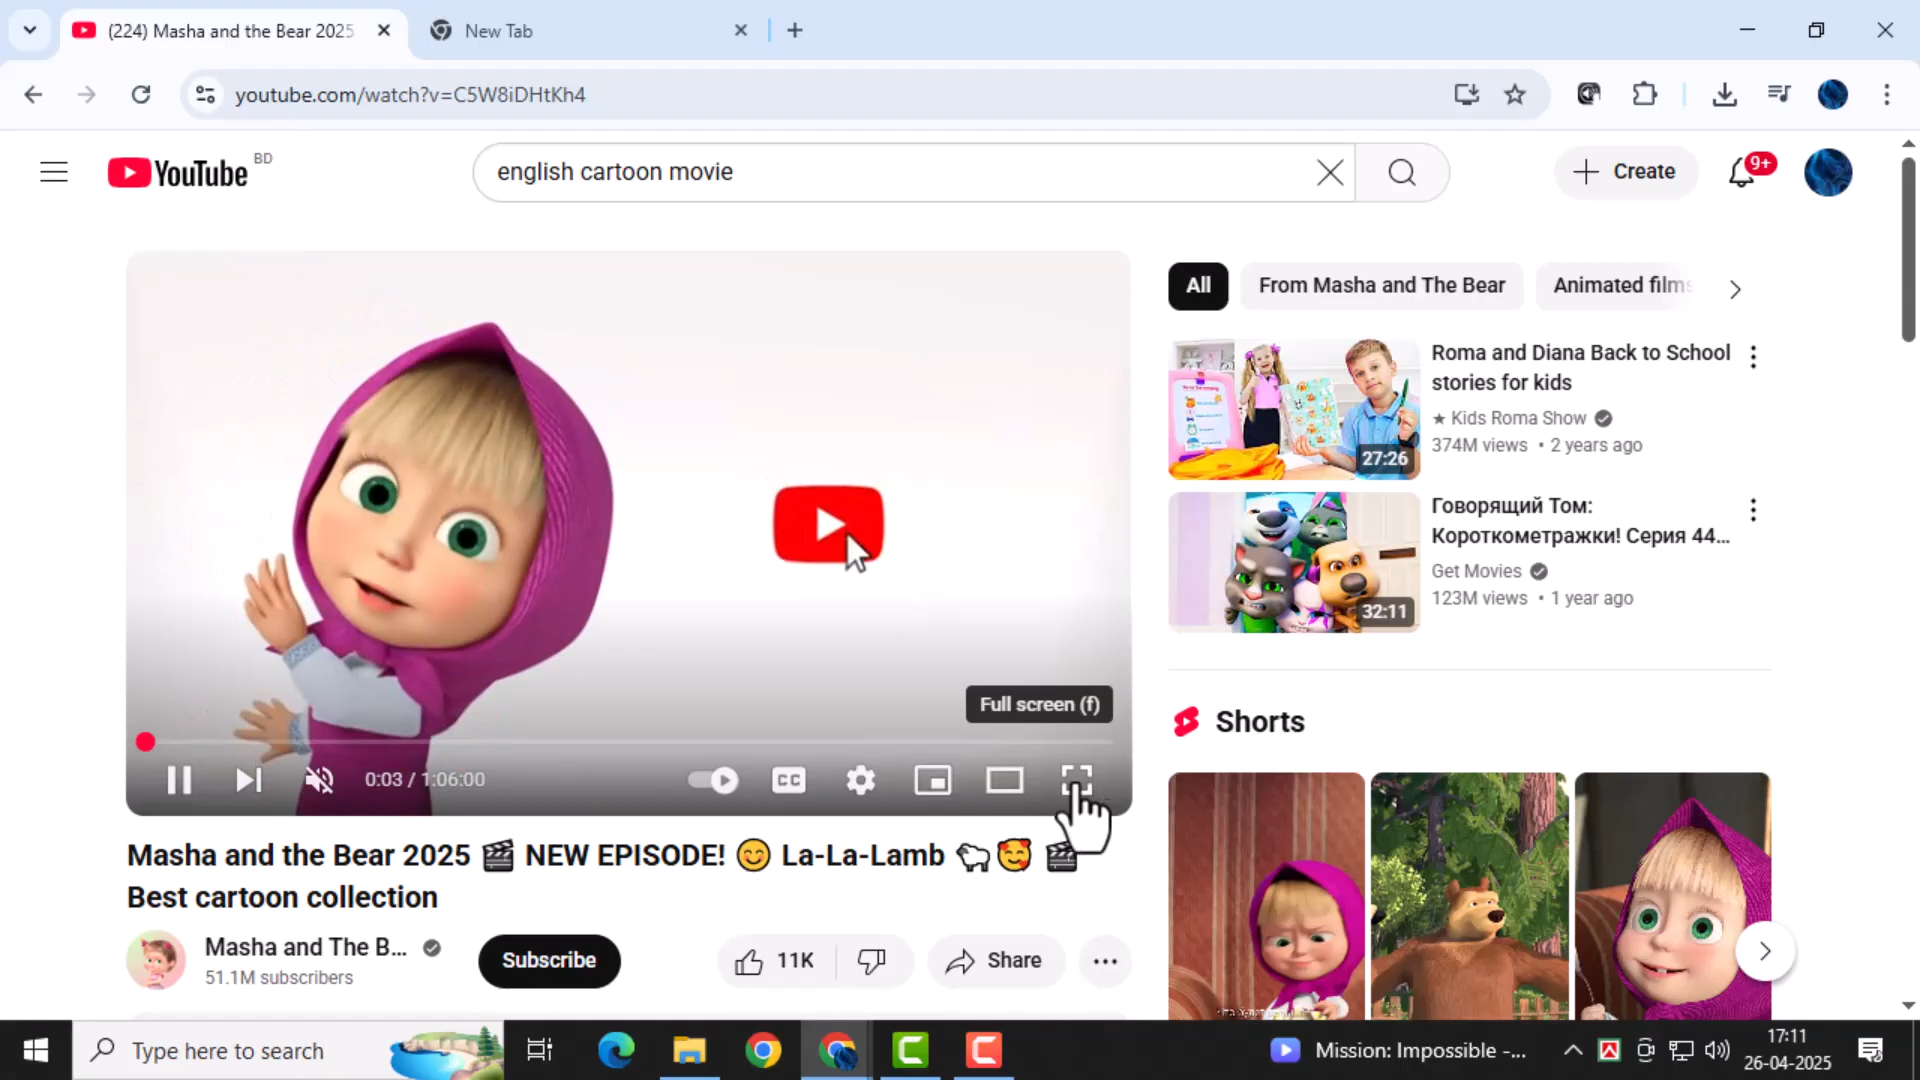 (224) Masha and the Bear 2025
New Tab
youtube.com/watch?v=C5W8iDHtKh4
YouTube BD
english cartoon movie
Create
9+
All
From Masha and The Bear
Animated films
Roma and Diana Back to School
stories for kids
★ Kids Roma Show
374M views • 2 years ago
27:26
Говорящий Том:
Короткометражки! Серия 44...
Get Movies
123M views • 1 year ago
32:11
Full screen (f)
0:03 / 1:06:00
CC
Shorts
Masha and the Bear 2025 🎬 NEW EPISODE! 😊 La-La-Lamb 🐑🥰 🎬
Best cartoon collection
Masha and The B...
51.1M subscribers
Subscribe
11K
Share
Type here to search
Mission: Impossible -...
17:11
26-04-2025